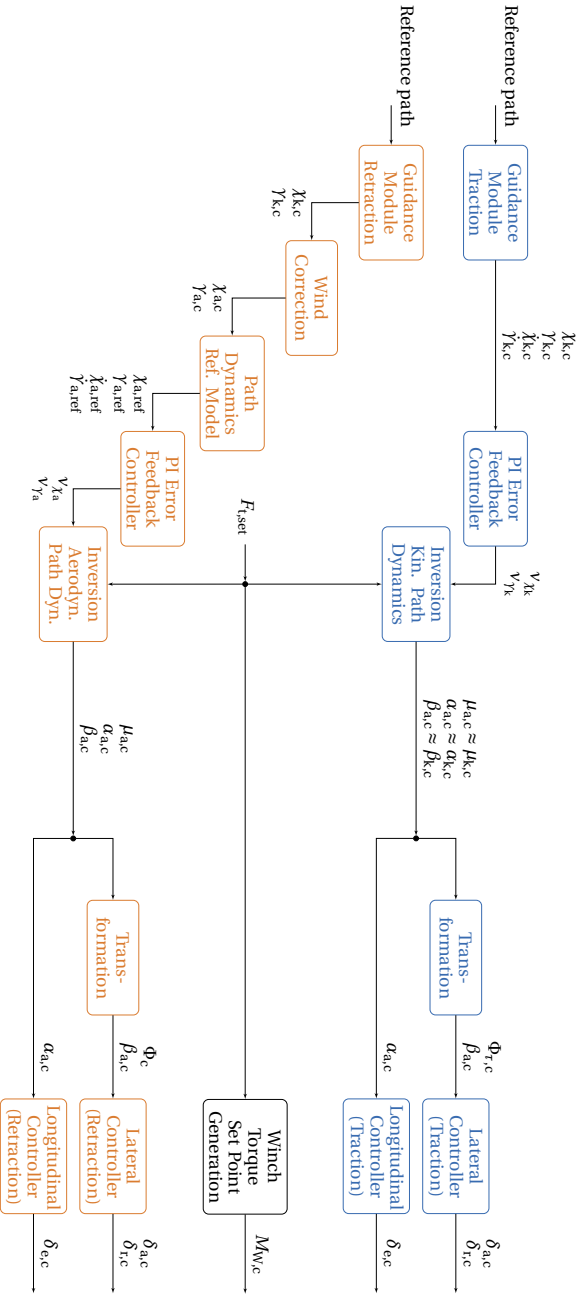 Reference path
Guidance
Module
Traction
χk,c
γk,c
χ̇k,c
γ̇k,c
PI Error
Feedback
Controller
νχk
νγk
Inversion
Kin. Path
Dynamics
μa,c ≈ μk,c
αa,c ≈ αk,c
βa,c ≈ βk,c
Trans-
formation
Φτ,c
βa,c
Lateral
Controller
(Traction)
δa,c
δr,c
αa,c
Longitudinal
Controller
(Traction)
δe,c
Reference path
Guidance
Module
Retraction
χk,c
γk,c
Wind
Correction
χa,c
γa,c
Path
Dynamics
Ref. Model
χa,ref
γa,ref
χ̇a,ref
γ̇a,ref
PI Error
Feedback
Controller
νχa
νγa
Ft,set
Winch
Torque
Set Point
Generation
MW,c
Inversion
Aerodyn.
Path Dyn.
μa,c
αa,c
βa,c
Trans-
formation
Φc
βa,c
Lateral
Controller
(Retraction)
δa,c
δr,c
αa,c
Longitudinal
Controller
(Retraction)
δe,c